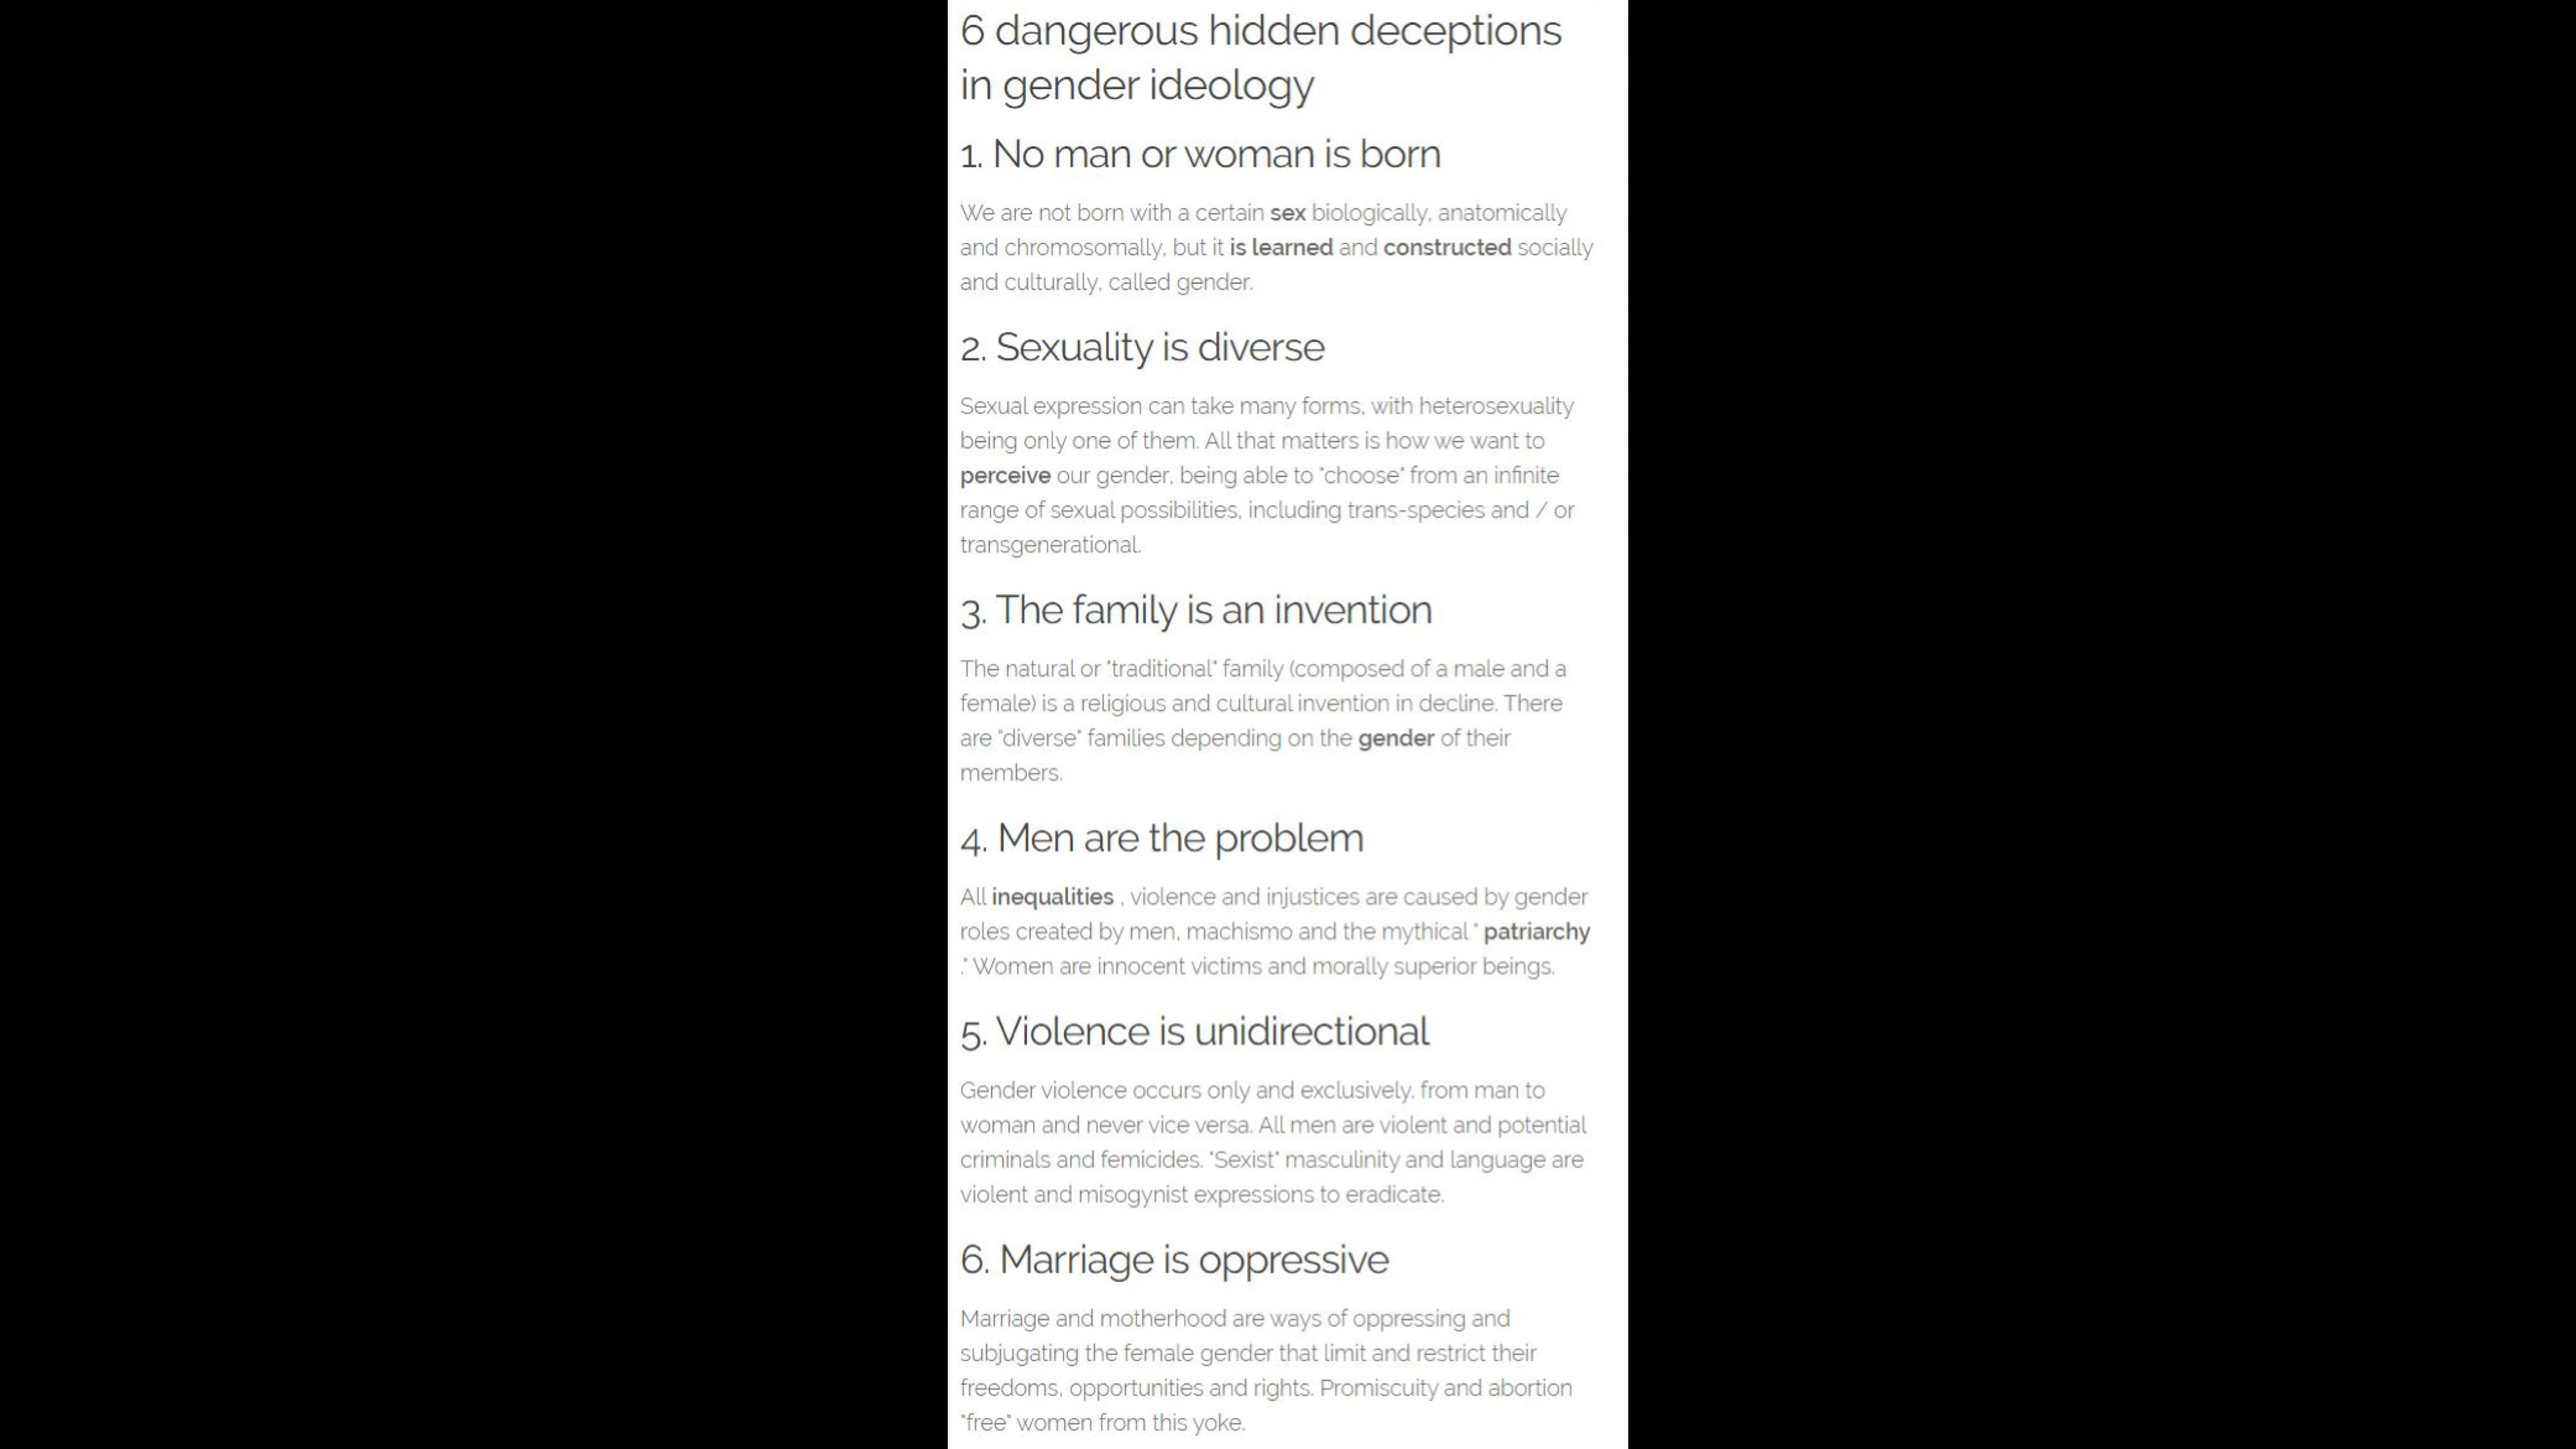 6 dangerous hidden deceptions
in gender ideology
1. No man or woman is born
We are not born with a certain sex biologically, anatomically
and chromosomally, but it is learned and constructed socially
and culturally, called gender.
2. Sexuality is diverse
Sexual expression can take many forms, with heterosexuality
being only one of them. All that matters is how we want to
perceive our gender, being able to "choose" from an infinite
range of sexual possibilities, including trans-species and / or
transgenerational.
3. The family is an invention
The natural or "traditional" family (composed of a male and a
female) is a religious and cultural invention in decline. There
are "diverse" families depending on the gender of their
members.
4. Men are the problem
All inequalities , violence and injustices are caused by gender
roles created by men, machismo and the mythical " patriarchy
." Women are innocent victims and morally superior beings.
5. Violence is unidirectional
Gender violence occurs only and exclusively. from man to
woman and never vice versa. All men are violent and potential
criminals and femicides. "Sexist" masculinity and language are
violent and misogynist expressions to eradicate.
6. Marriage is oppressive
Marriage and motherhood are ways of oppressing and
subjugating the female gender that limit and restrict their
freedoms, opportunities and rights. Promiscuity and abortion
"free" women from this yoke.